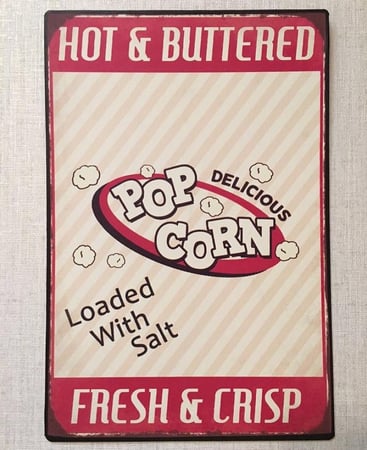 HOT & BUTTERED
POP
DELICIOUS
CORN
Loaded
With
Salt
FRESH & CRISP